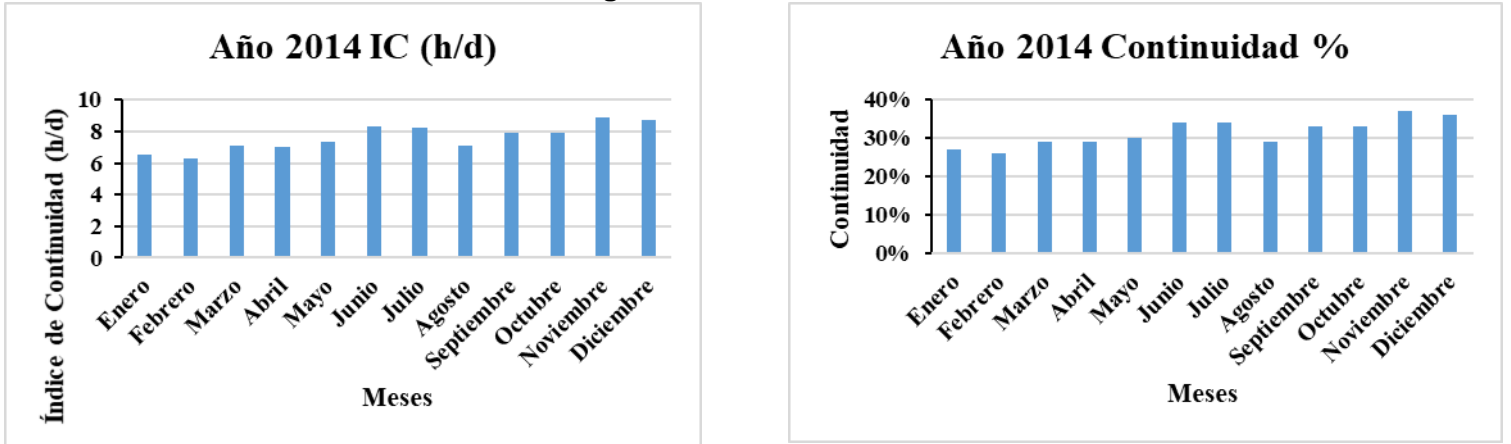 Año 2014 IC (h/d)
Índice de Continuidad (h/d)
10
8
6
4
2
0
Enero
Febrero
Marzo
Abril
Mayo
Junio
Julio
Agosto
Septiembre
Octubre
Noviembre
Diciembre
Meses
Año 2014 Continuidad %
Continuidad
40%
30%
20%
10%
0%
Enero
Febrero
Marzo
Abril
Mayo
Junio
Julio
Agosto
Septiembre
Octubre
Noviembre
Diciembre
Meses